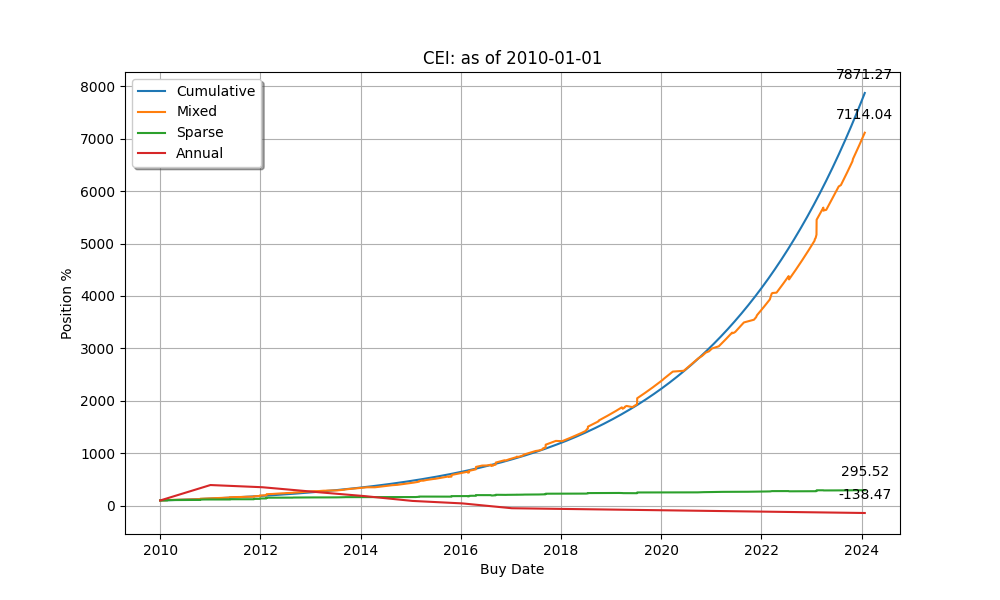 CEI: as of 2010-01-01
7871.27
7114.04
295.52
-138.47
Cumulative
Mixed
Sparse
Annual
Position %
8000
7000
6000
5000
4000
3000
2000
1000
0
2010 2012 2014 2016 2018 2020 2022 2024
Buy Date